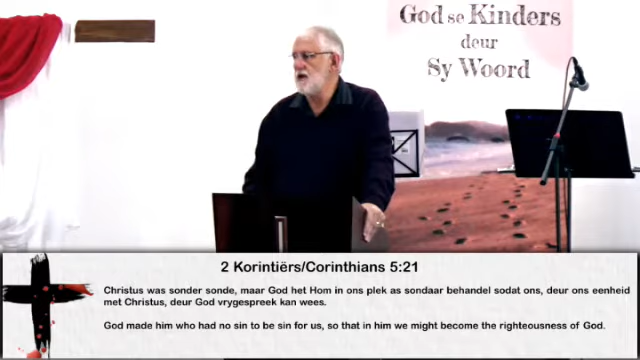 God se Kinders
deur
Sy Woord
2 Korintiërs/Corinthians 5:21
Christus was sonder sonde, maar God het Hom in ons plek as sondaar behandel sodat ons, deur ons eenheid
met Christus, deur God vrygespreek kan wees.
God made him who had no sin to be sin for us, so that in him we might become the righteousness of God.